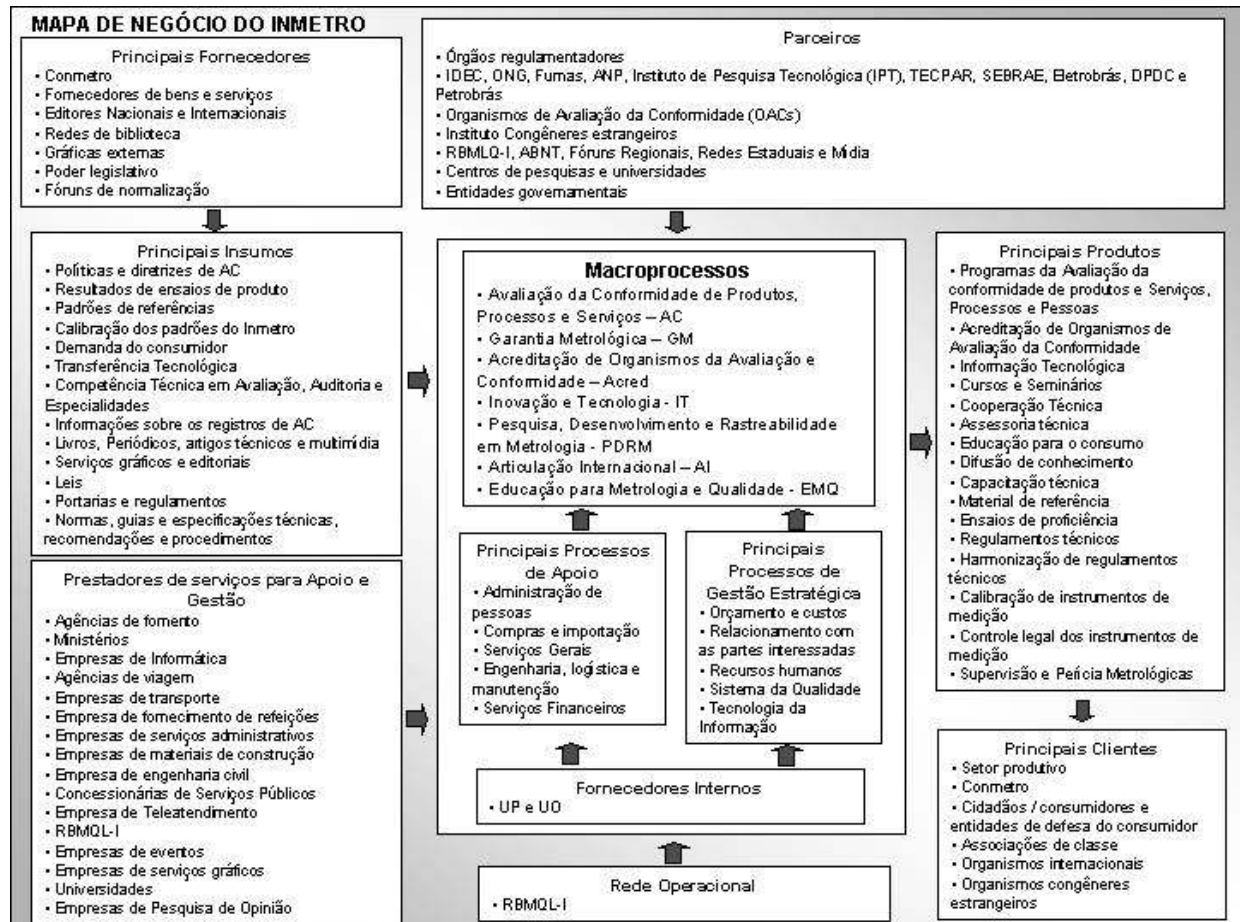 MAPA DE NEGÓCIO DO INMETRO
Principais Fornecedores
• Conmetro
• Fornecedores de bens e serviços
• Editores Nacionais e Internacionais
• Redes de biblioteca
• Gráficas externas
• Poder legislativo
• Fóruns de normalização
Parceiros
• Órgãos regulamentadores
• IDEC, ONG, Furnas, ANP, Instituto de Pesquisa Tecnológica (IPT), TECPAR, SEBRAE, Eletrobrás, DPDC e
Petrobrás
• Organismos de Avaliação da Conformidade (OACs)
• Instituto Congêneres estrangeiros
• RBMLQ-I, ABNT, Fóruns Regionais, Redes Estaduais e Mídia
• Centros de pesquisas e universidades
• Entidades governamentais
Principais Insumos
• Políticas e diretrizes de AC
• Resultados de ensaios de produto
• Padrões de referências
• Calibração dos padrões do Inmetro
• Demanda do consumidor
• Transferência Tecnológica
• Competência Técnica em Avaliação, Auditoria e
Especialidades
• Informações sobre os registros de AC
• Livros, Periódicos, artigos técnicos e multimídia
• Serviços gráficos e editoriais
• Leis
• Portarias e regulamentos
• Normas, guias e especificações técnicas,
recomendações e procedimentos
Prestadores de serviços para Apoio e
Gestão
• Agências de fomento
• Ministérios
• Empresas de Informática
• Agências de viagem
• Empresas de transporte
• Empresa de fornecimento de refeições
• Empresas de serviços administrativos
• Empresas de materiais de construção
• Empresa de engenharia civil
• Concessionárias de Serviços Públicos
• Empresa de Teleatendimento
• RBMQL-I
• Empresas de eventos
• Empresas de serviços gráficos
• Universidades
• Empresas de Pesquisa de Opinião
Macroprocessos
• Avaliação da Conformidade de Produtos,
Processos e Serviços – AC
• Garantia Metrológica – GM
• Acreditação de Organismos da Avaliação e
Conformidade – Acred
• Inovação e Tecnologia - IT
• Pesquisa, Desenvolvimento e Rastreabilidade
em Metrologia - PDRM
• Articulação Internacional – AI
• Educação para Metrologia e Qualidade - EMQ
Principais Processos
de Apoio
• Administração de
pessoas
• Compras e importação
• Serviços Gerais
• Engenharia, logística e
manutenção
• Serviços Financeiros
Principais
Processos de
Gestão Estratégica
• Orçamento e custos
• Relacionamento com
as partes interessadas
• Recursos humanos
• Sistema da Qualidade
• Tecnologia da
Informação
Fornecedores Internos
• UP e UO
Rede Operacional
• RBMQL-I
Principais Produtos
• Programas da Avaliação da
conformidade de produtos e Serviços,
Processos e Pessoas
• Acreditação de Organismos de
Avaliação da Conformidade
• Informação Tecnológica
• Cursos e Seminários
• Cooperação Técnica
• Assessoria técnica
• Educação para o consumo
• Difusão de conhecimento
• Capacitação técnica
• Material de referência
• Ensaios de proficiência
• Regulamentos técnicos
• Harmonização de regulamentos
técnicos
• Calibração de instrumentos de
medição
• Controle legal dos instrumentos de
medição
• Supervisão e Perícia Metrológicas
Principais Clientes
• Setor produtivo
• Conmetro
• Cidadãos / consumidores e
entidades de defesa do consumidor
• Associações de classe
• Organismos internacionais
• Organismos congêneres
estrangeiros